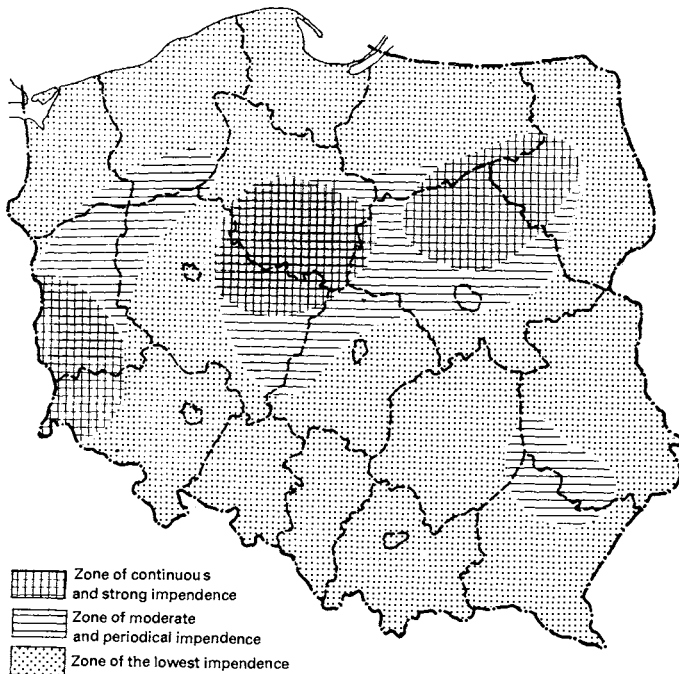 Zone of continuous
and strong impendence
Zone of moderate
and periodical impendence
Zone of the lowest impendence